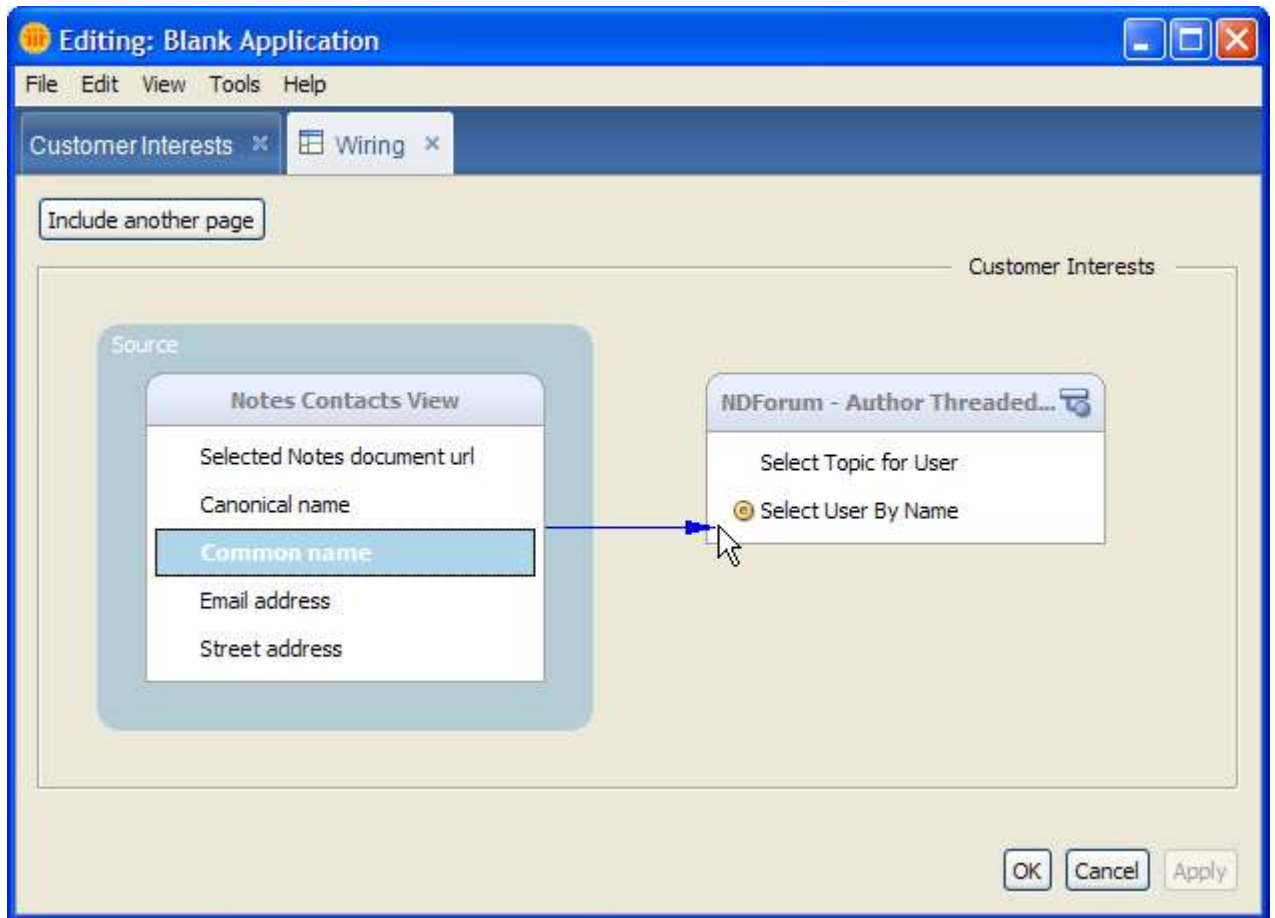 Editing: Blank Application
File Edit View Tools Help
Customer Interests Wiring
Include another page
Customer Interests
Source
Notes Contacts View
Selected Notes document url
Canonical name
Common name
Email address
Street address
NDForum - Author Threaded...
Select Topic for User
Select User By Name
OK Cancel Apply